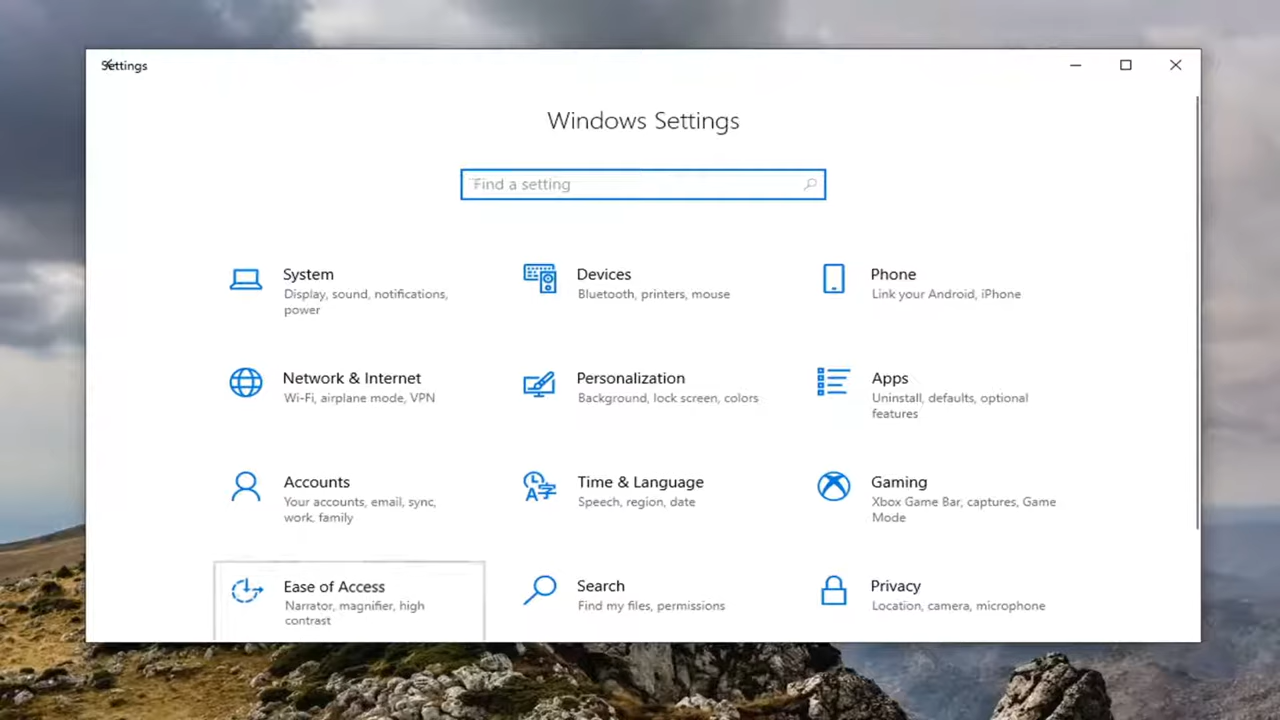 Settings
Windows Settings
Find a setting
System
Display, sound, notifications,
power
Devices
Bluetooth, printers, mouse
Phone
Link your Android, iPhone
Network & Internet
Wi-Fi, airplane mode, VPN
Personalization
Background, lock screen, colors
Apps
Uninstall, defaults, optional
features
Accounts
Your accounts, email, sync,
work, family
Time & Language
Speech, region, date
Gaming
Xbox Game Bar, captures, Game
Mode
Ease of Access
Narrator, magnifier, high
contrast
Search
Find my files, permissions
Privacy
Location, camera, microphone